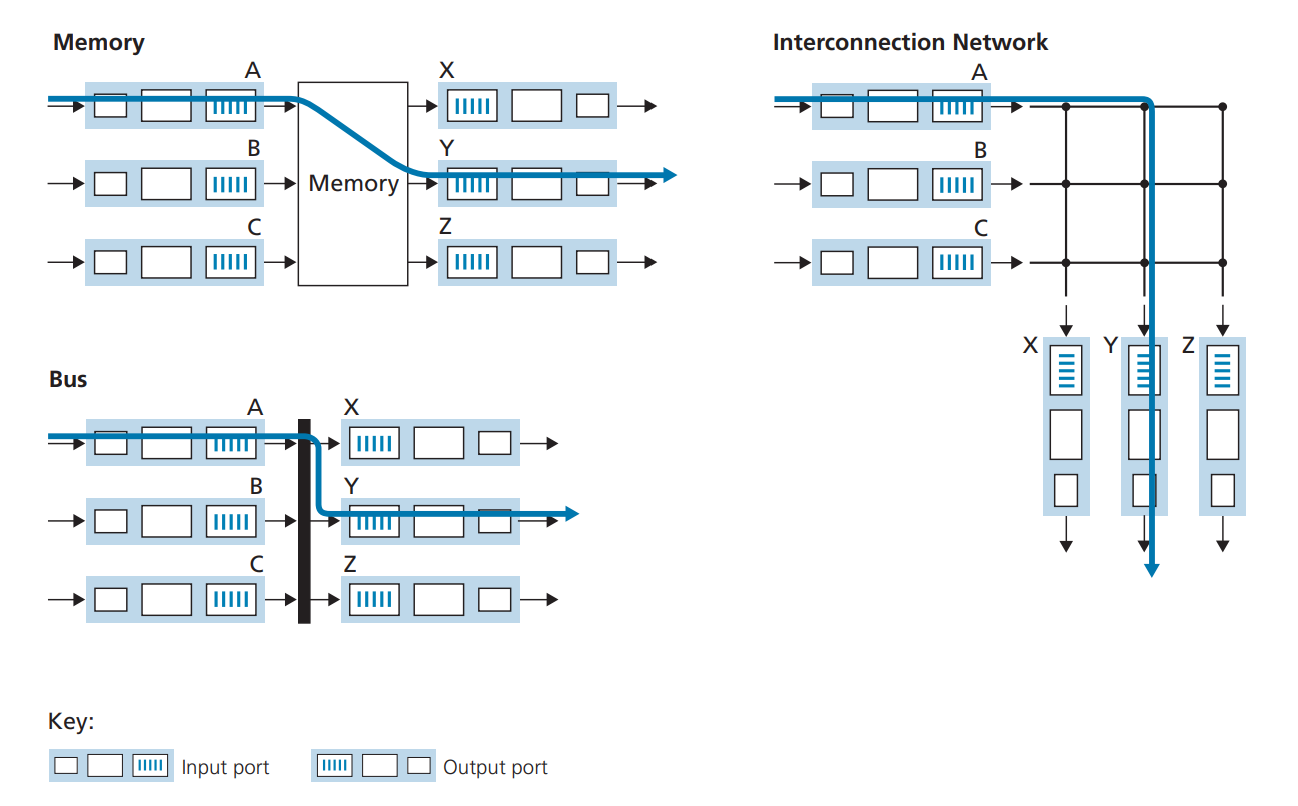 Memory
A
X
B
Y
Memory
C
Z
Interconnection Network
A
B
C
X
Y
Z
Bus
A
X
B
Y
C
Z
Key:
Input port
Output port